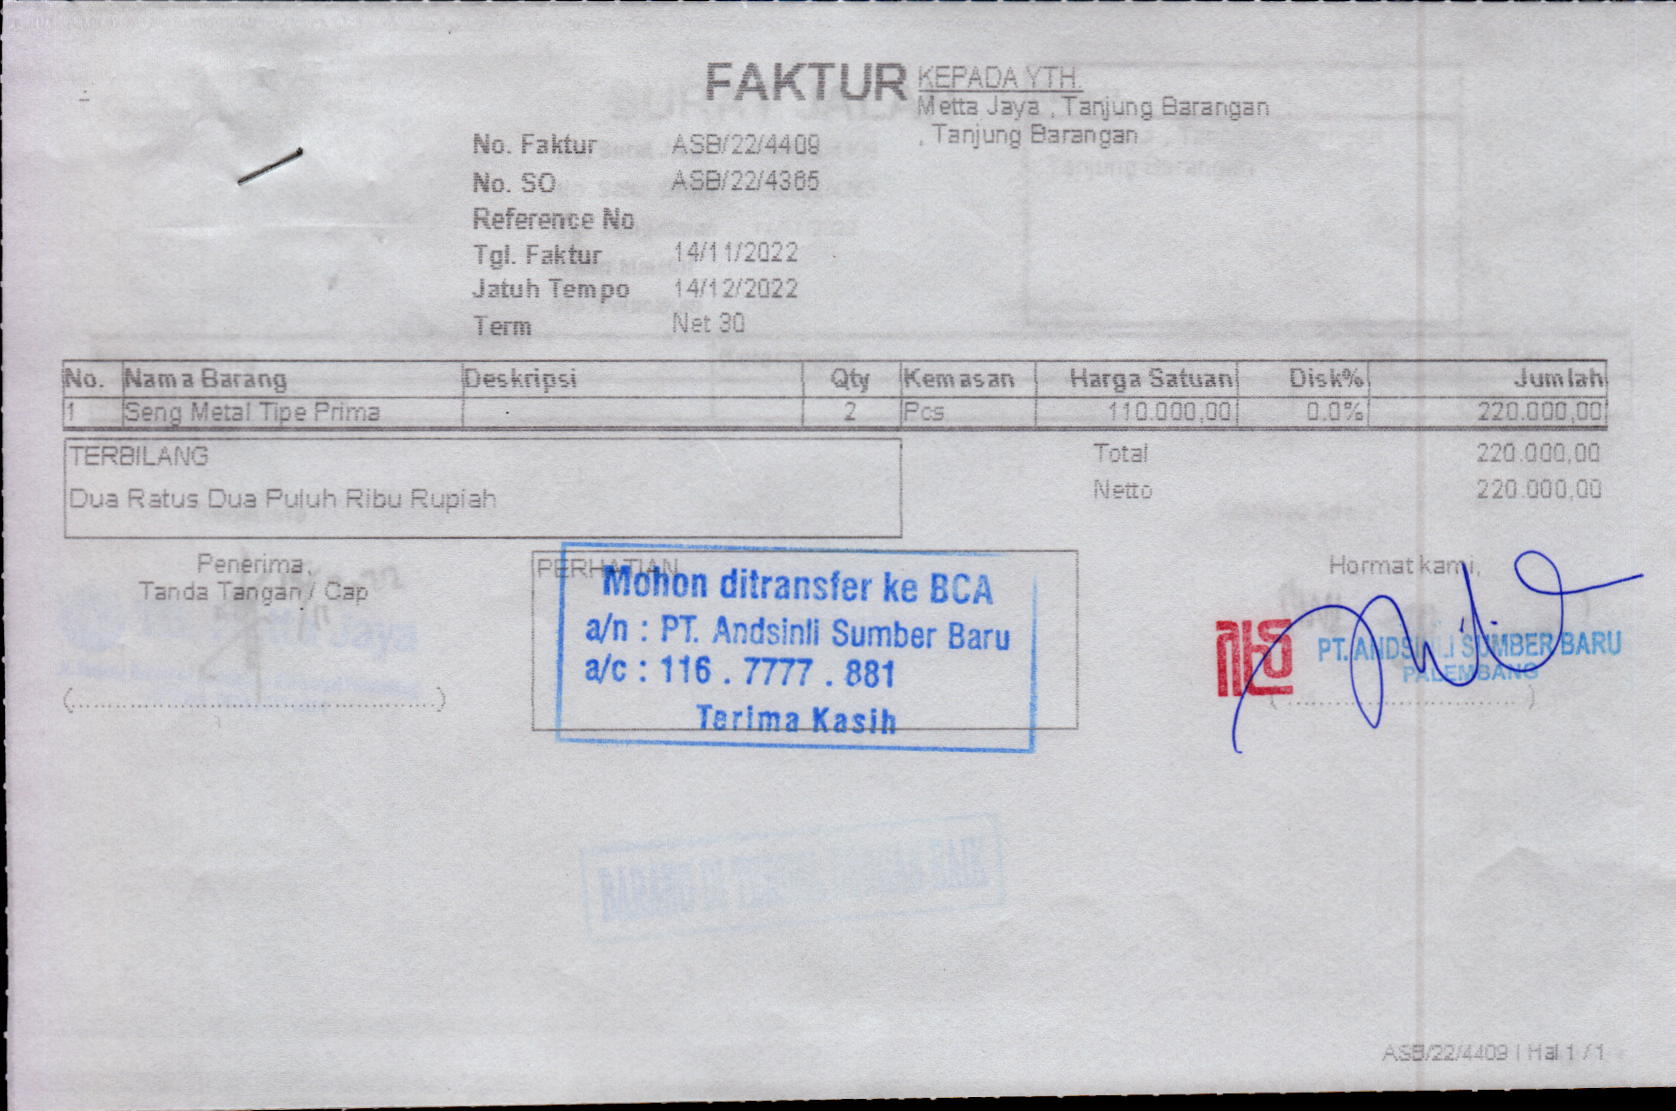 FAKTUR
KEPADA YTH.
Metta Jaya , Tanjung Barangan
, Tanjung Barangan
No. Faktur ASB/22/4409
No. SO ASB/22/4365
Reference No
Tgl. Faktur 14/11/2022
Jatuh Tempo 14/12/2022
Term Net 30
No. Nama Barang Deskripsi Qty Kemasan Harga Satuan Disk% Jumlah
1 Seng Metal Tipe Prima 2 Pcs 110.000,00 0.0% 220.000,00
TERBILANG
Dua Ratus Dua Puluh Ribu Rupiah
Total 220.000,00
Netto 220.000,00
Penerima,
Tanda Tangan / Cap
(........................................................)
PERHATIAN
Mohon ditransfer ke BCA
a/n : PT. Andsinli Sumber Baru
a/c : 116 . 7777 . 881
Terima Kasih
Hormat kami,
PT. ANDSINLI SUMBER BARU
PALEMBANG
(...................................)
ASB/22/4409 | Hal 1 / 1